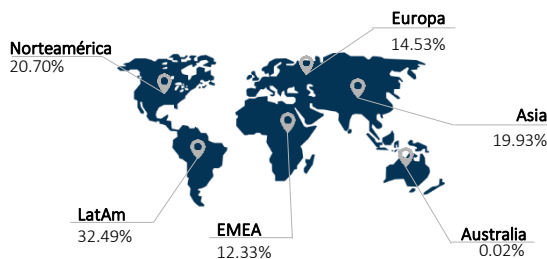 Europa
14.53%
Norteamérica
20.70%
Asia
19.93%
LatAm
32.49%
EMEA
12.33%
Australia
0.02%